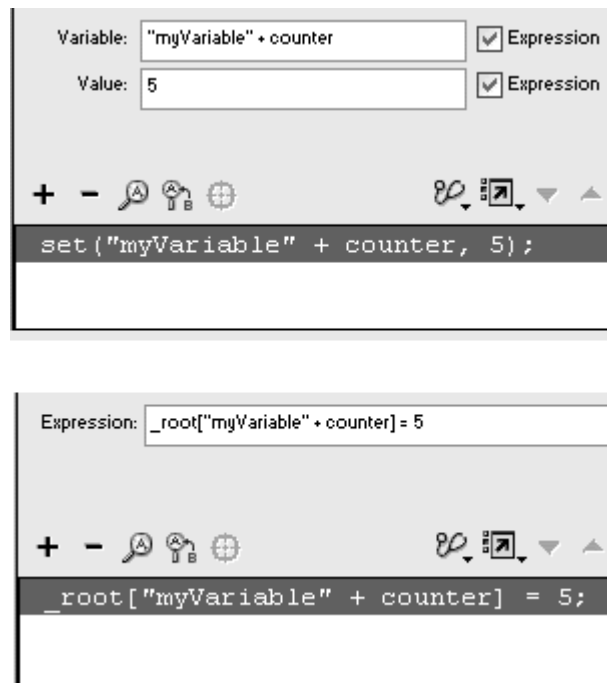 Variable: "myVariable" + counter Expression
Value: 5 Expression
set("myVariable" + counter, 5);
Expression: _root["myVariable" + counter] = 5
_root["myVariable" + counter] = 5;